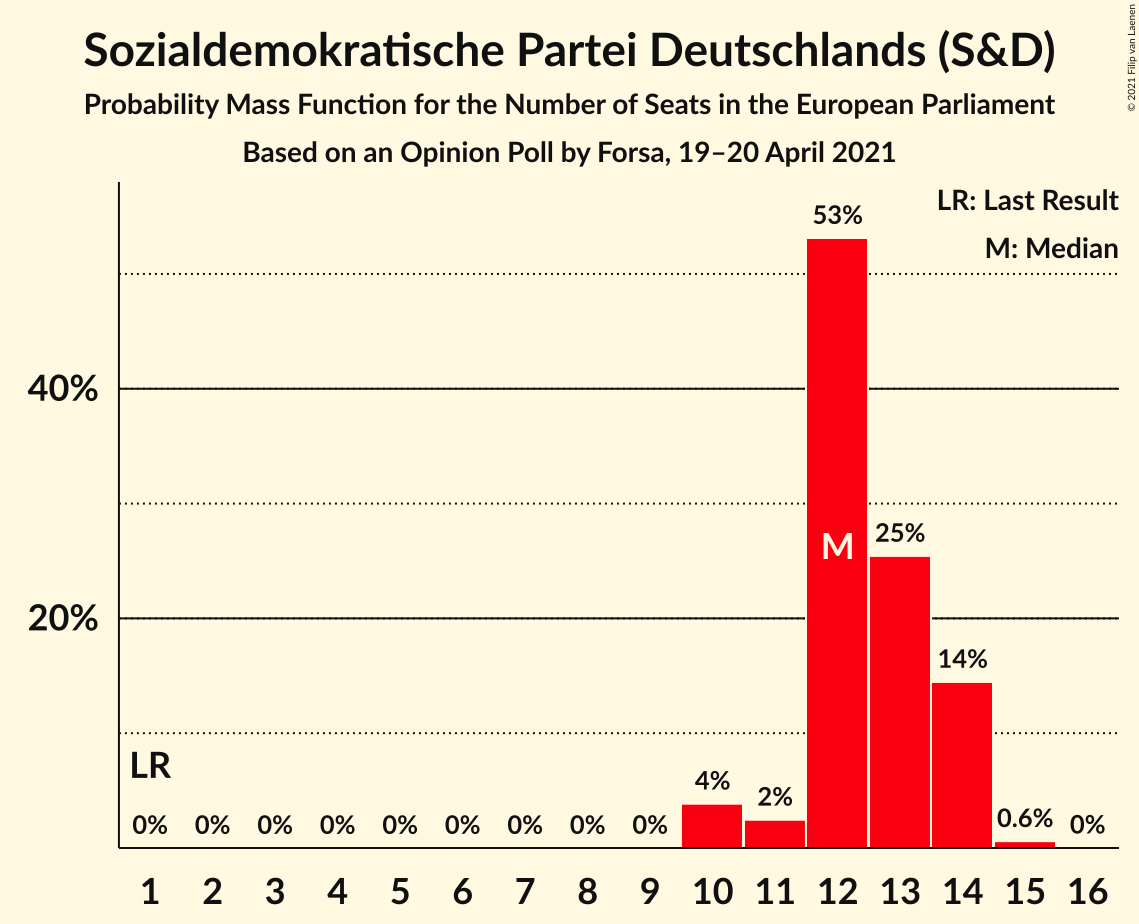 Sozialdemokratische Partei Deutschlands (S&D)
Probability Mass Function for the Number of Seats in the European Parliament
Based on an Opinion Poll by Forsa, 19–20 April 2021
© 2021 Filip van Laenen
LR: Last Result
M: Median
53%
40%
25%
M
20%
14%
LR
4%
2%
0% 0% 0% 0% 0% 0% 0% 0% 0% 0.6% 0%
1 2 3 4 5 6 7 8 9 10 11 12 13 14 15 16